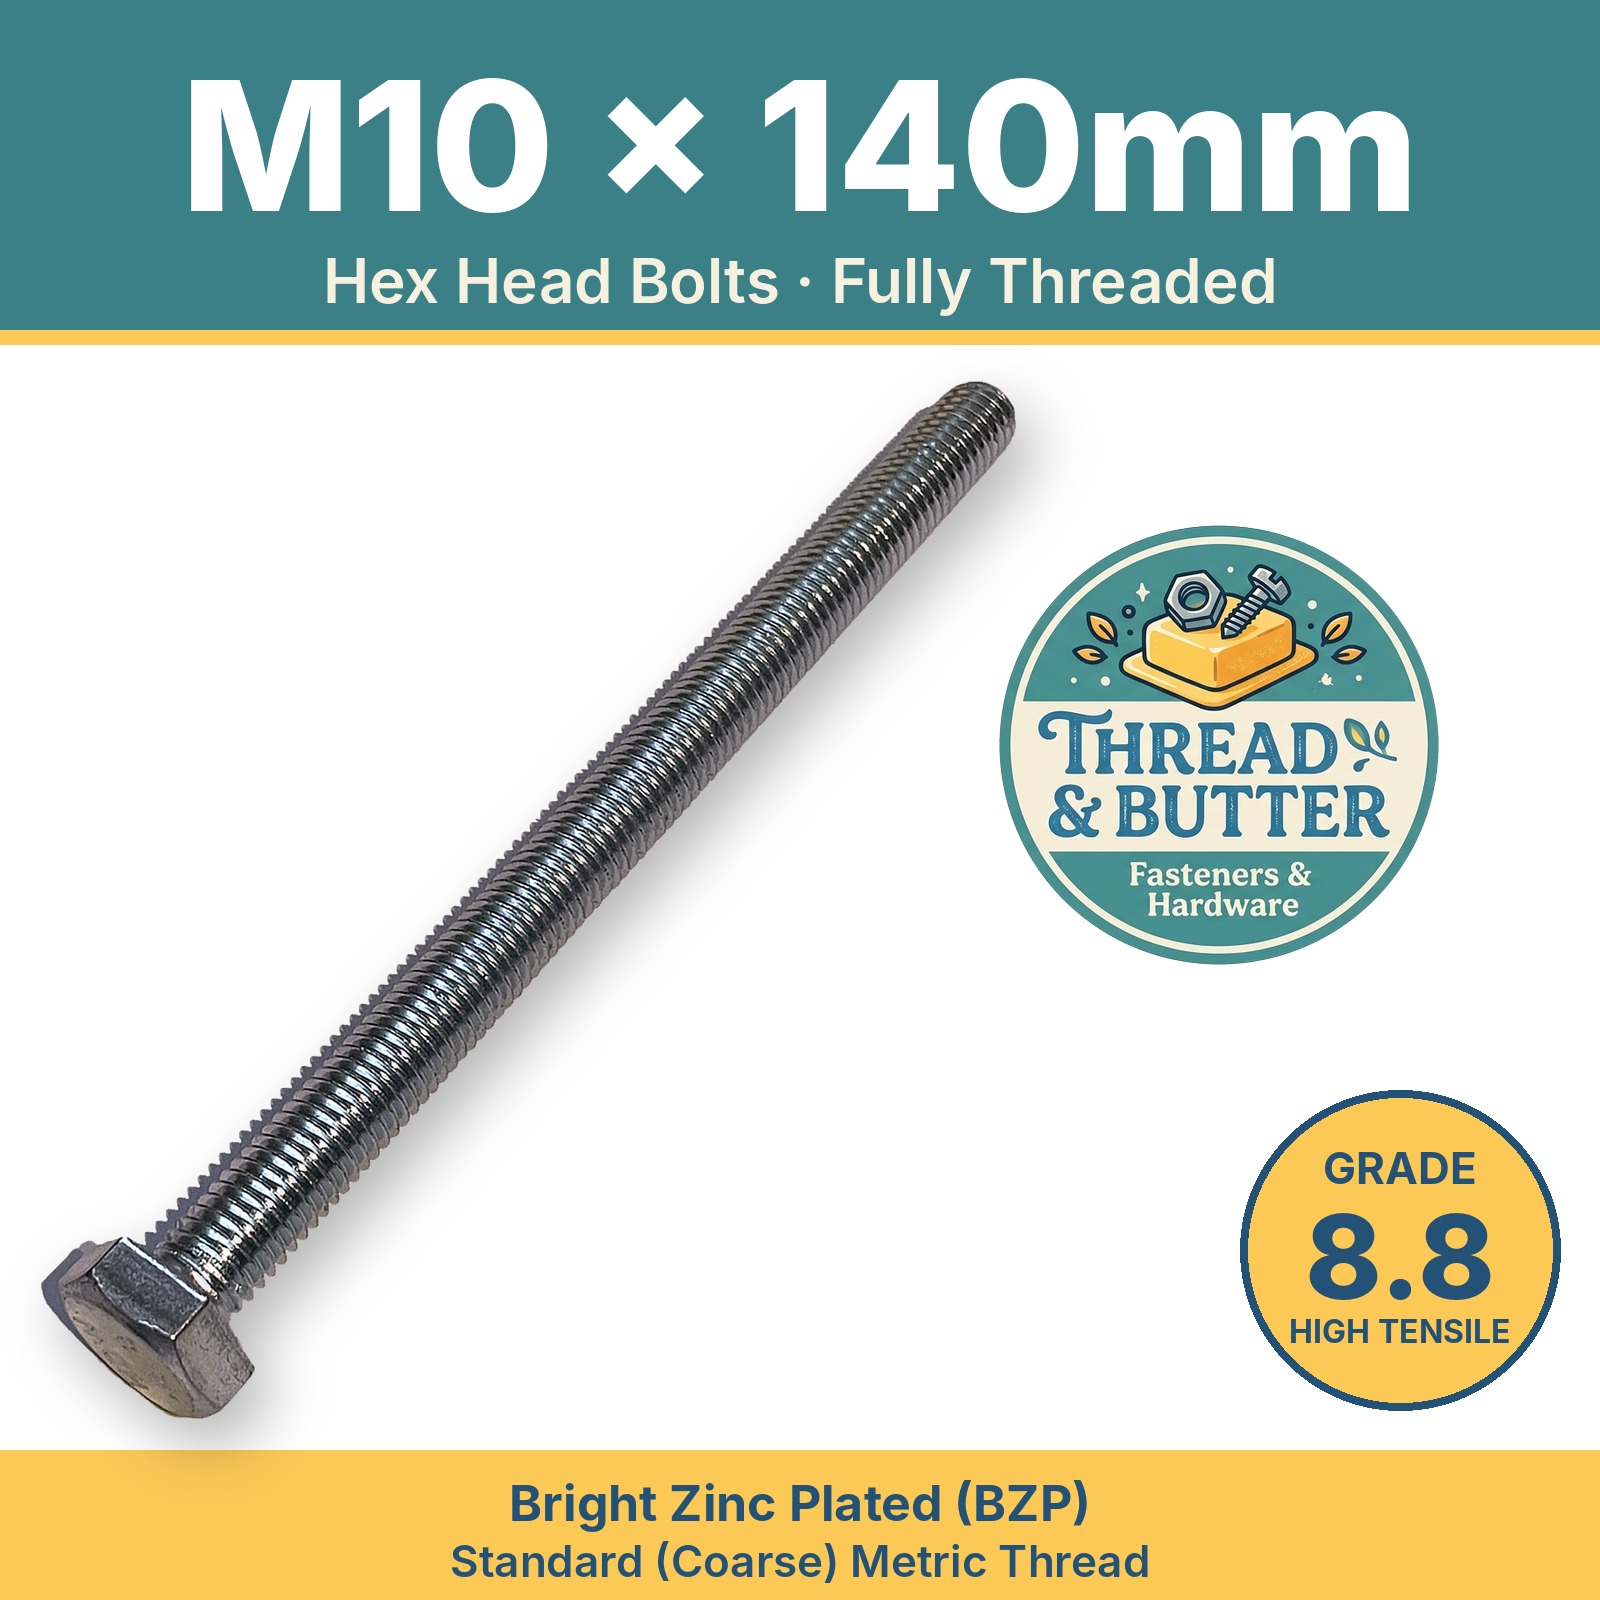 M10 × 140mm
Hex Head Bolts · Fully Threaded
THREAD
& BUTTER
Fasteners &
Hardware
GRADE
8.8
HIGH TENSILE
Bright Zinc Plated (BZP)
Standard (Coarse) Metric Thread